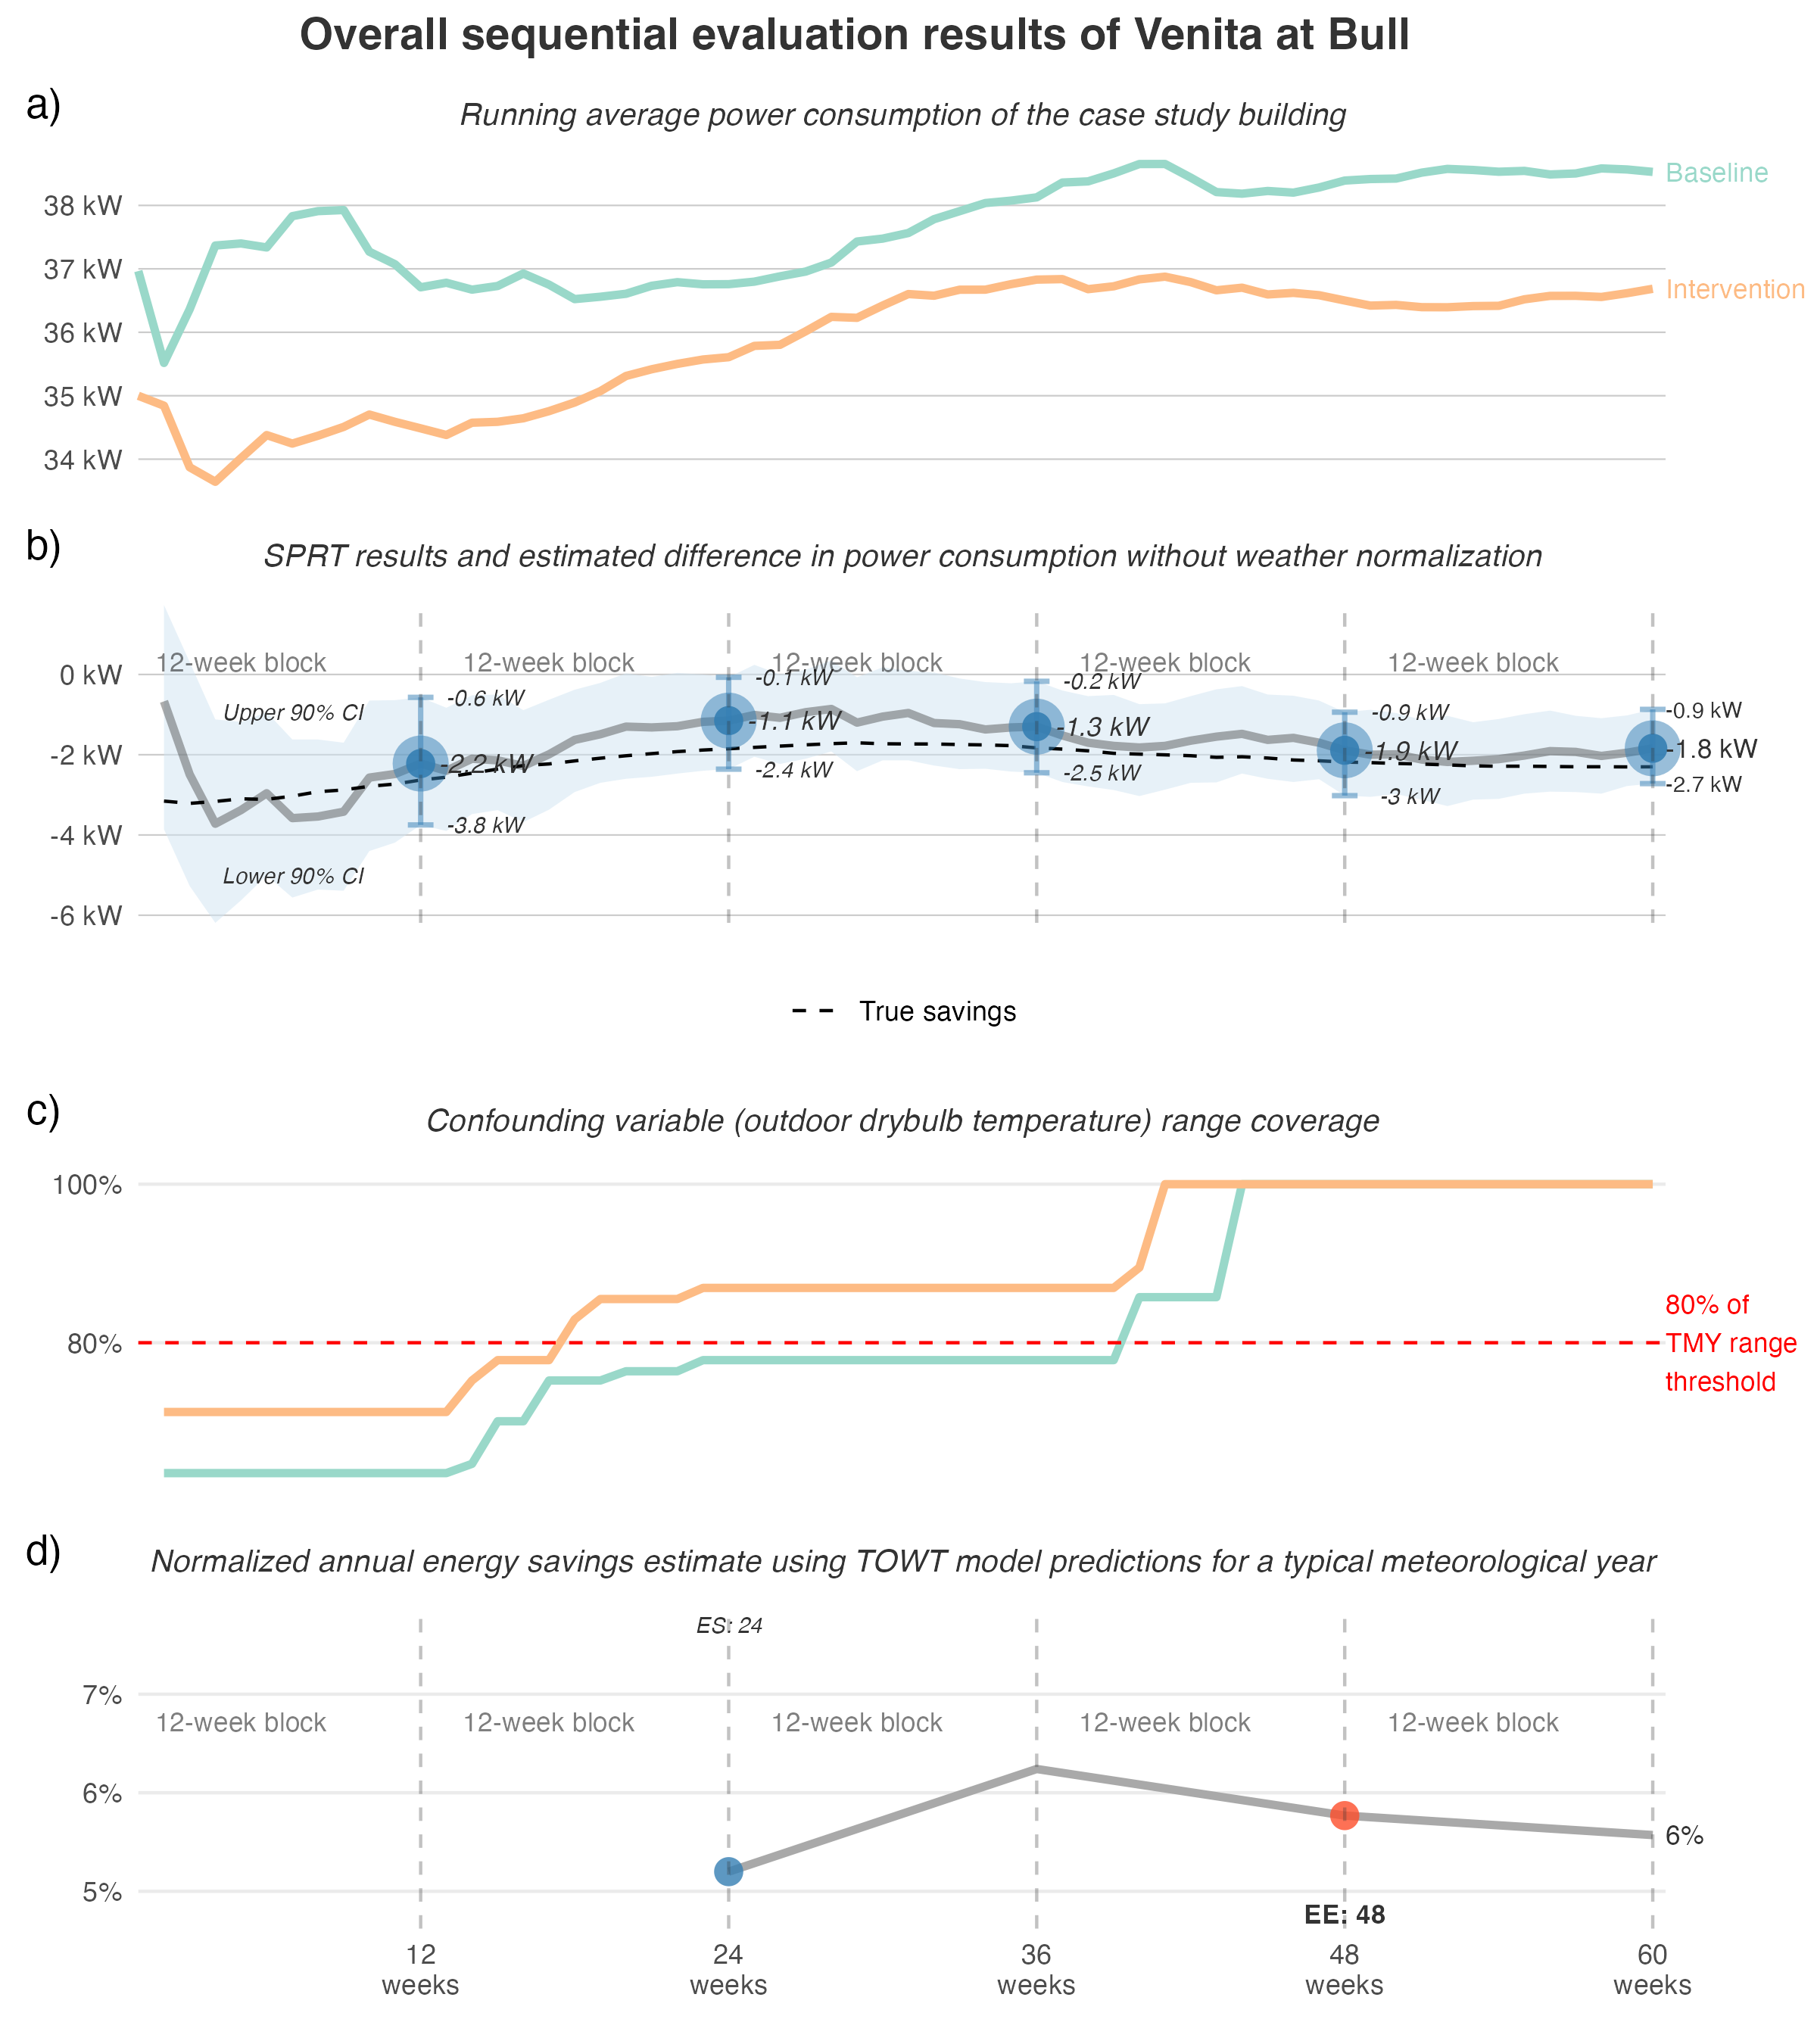 Overall sequential evaluation results of Venita at Bull
a)
Running average power consumption of the case study building
38 kW
37 kW
36 kW
35 kW
34 kW
Baseline
Intervention
b)
SPRT results and estimated difference in power consumption without weather normalization
0 kW
-2 kW
-4 kW
-6 kW
12-week block
12-week block
12-week block
12-week block
12-week block
Upper 90% CI
Lower 90% CI
-0.6 kW
-2.2 kW
-3.8 kW
-0.1 kW
-1.1 kW
-2.4 kW
-0.2 kW
-1.3 kW
-2.5 kW
-0.9 kW
-1.9 kW
-3 kW
-0.9 kW
-1.8 kW
-2.7 kW
True savings
c)
Confounding variable (outdoor drybulb temperature) range coverage
100%
80%
80% of
TMY range
threshold
d)
Normalized annual energy savings estimate using TOWT model predictions for a typical meteorological year
ES: 24
7%
6%
5%
12-week block
12-week block
12-week block
12-week block
12-week block
6%
EE: 48
12
weeks
24
weeks
36
weeks
48
weeks
60
weeks